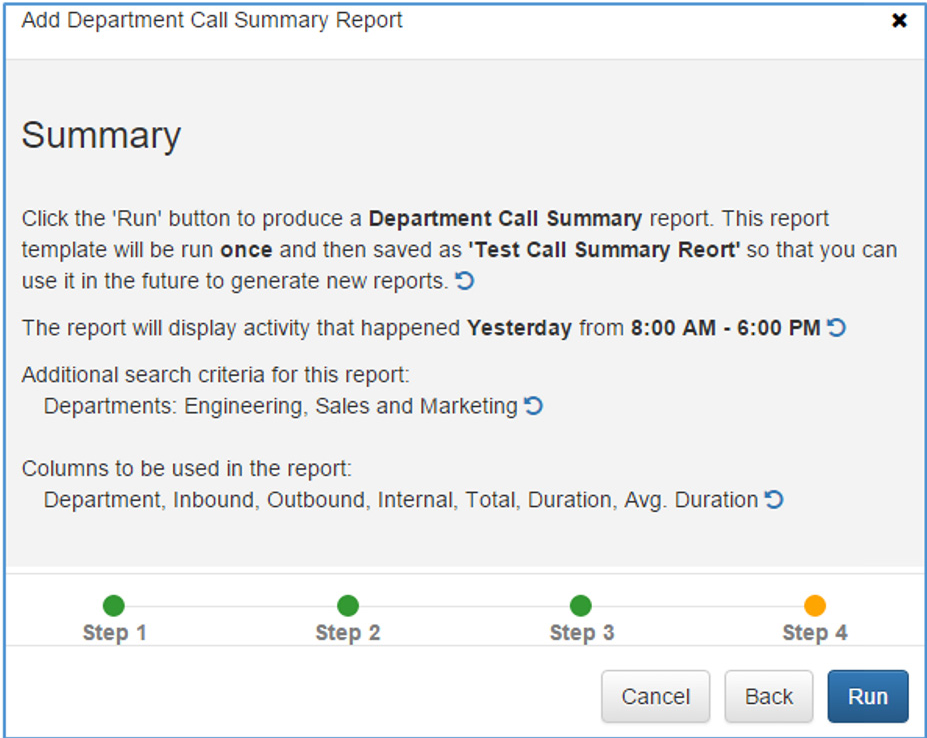 Add Department Call Summary Report
Summary
Click the 'Run' button to produce a Department Call Summary report. This report
template will be run once and then saved as 'Test Call Summary Reort' so that you can
use it in the future to generate new reports.
The report will display activity that happened Yesterday from 8:00 AM - 6:00 PM
Additional search criteria for this report:
Departments: Engineering, Sales and Marketing
Columns to be used in the report:
Department, Inbound, Outbound, Internal, Total, Duration, Avg. Duration
Step 1 Step 2 Step 3 Step 4
Cancel Back Run